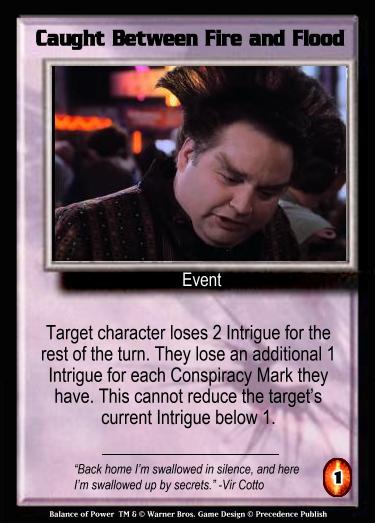 Caught Between Fire and Flood
Event
Target character loses 2 Intrigue for the
rest of the turn. They lose an additional 1
Intrigue for each Conspiracy Mark they
have. This cannot reduce the target's
current Intrigue below 1.
"Back home I'm swallowed in silence, and here
I'm swallowed up by secrets." -Vir Cotto
1
Balance of Power TM & © Warner Bros. Game Design © Precedence Publish